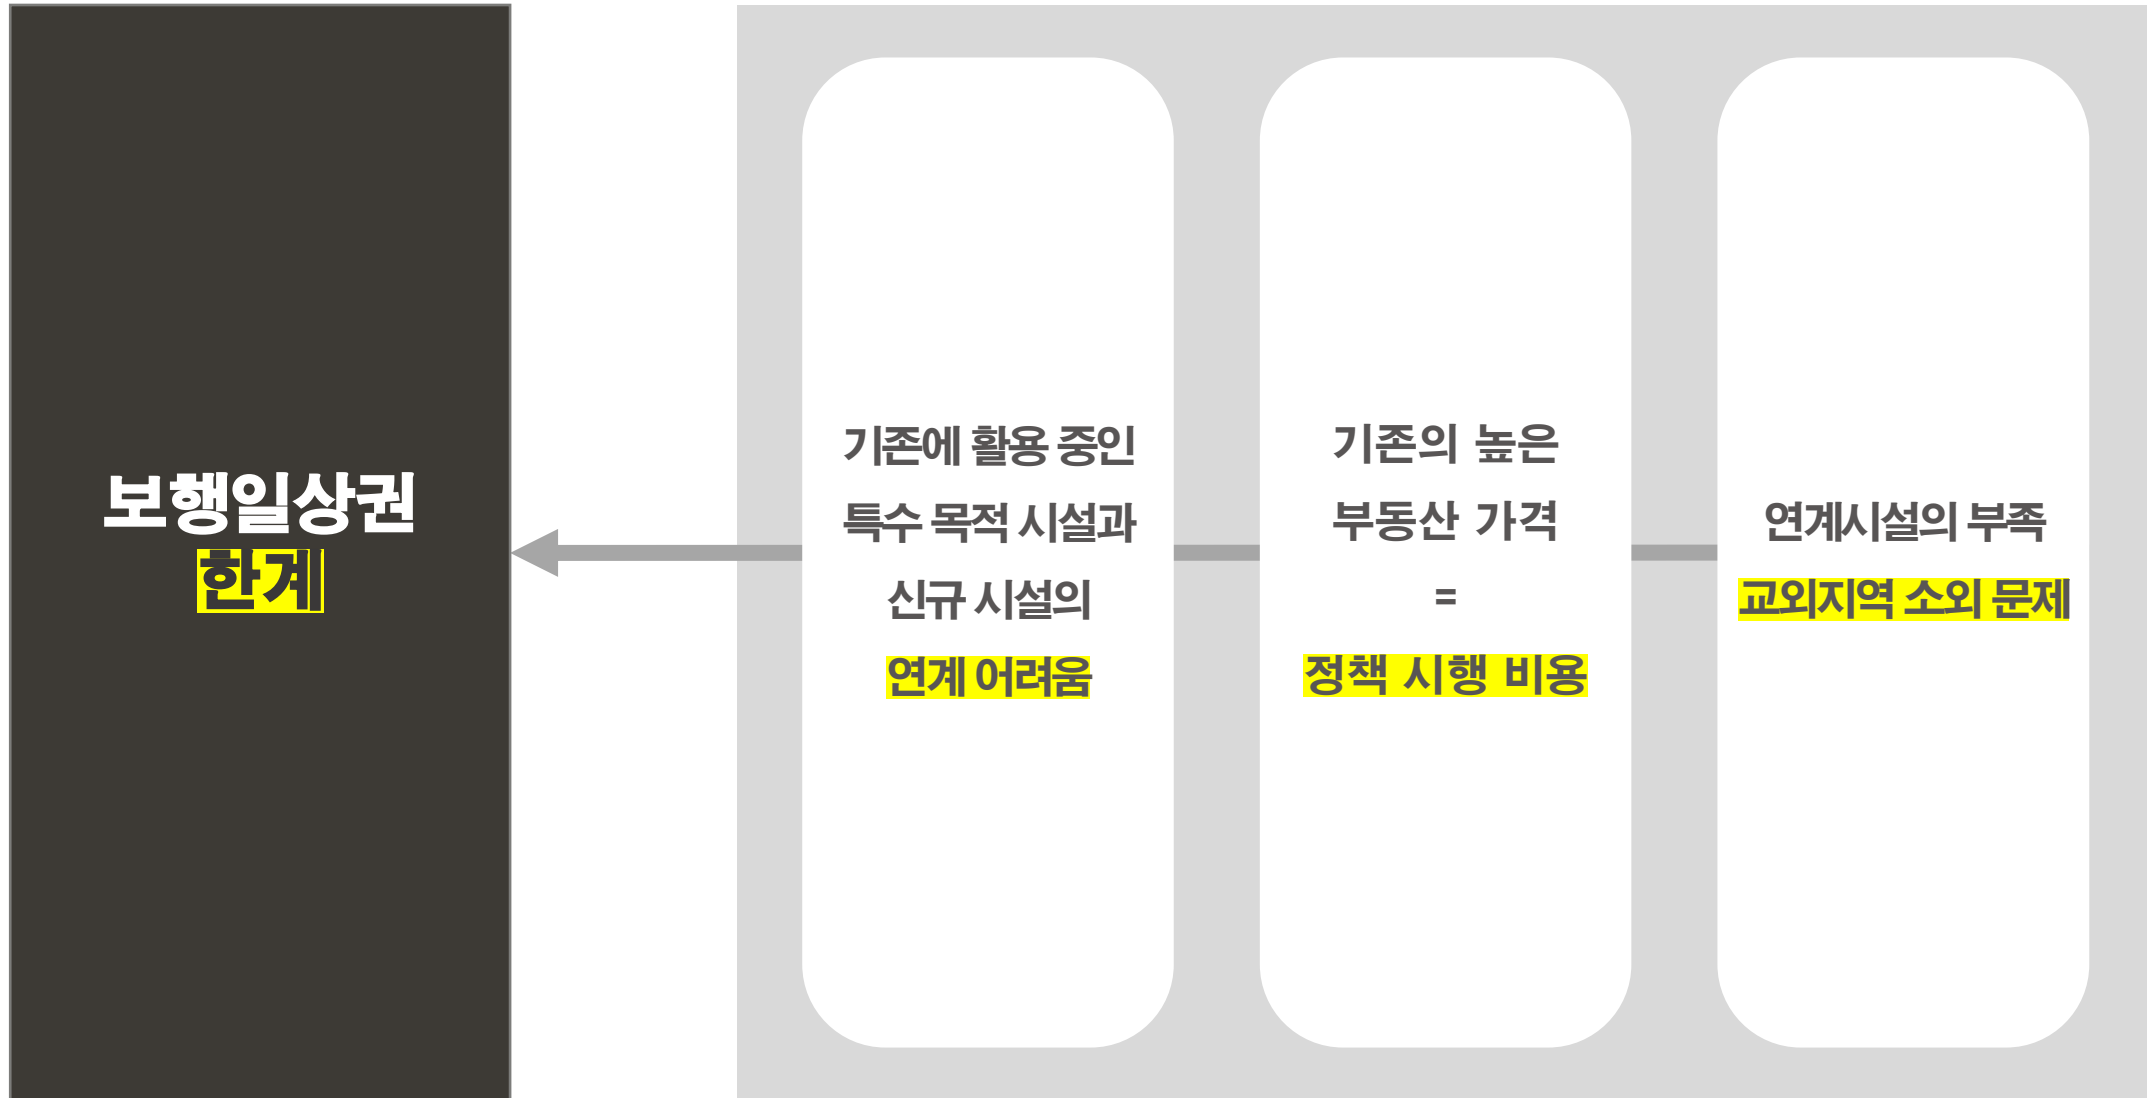 보행일상권
한계
기존에 활용 중인
특수 목적 시설과
신규 시설의
연계 어려움
기존의 높은
부동산 가격
=
정책 시행 비용
연계시설의 부족
교외지역 소외 문제